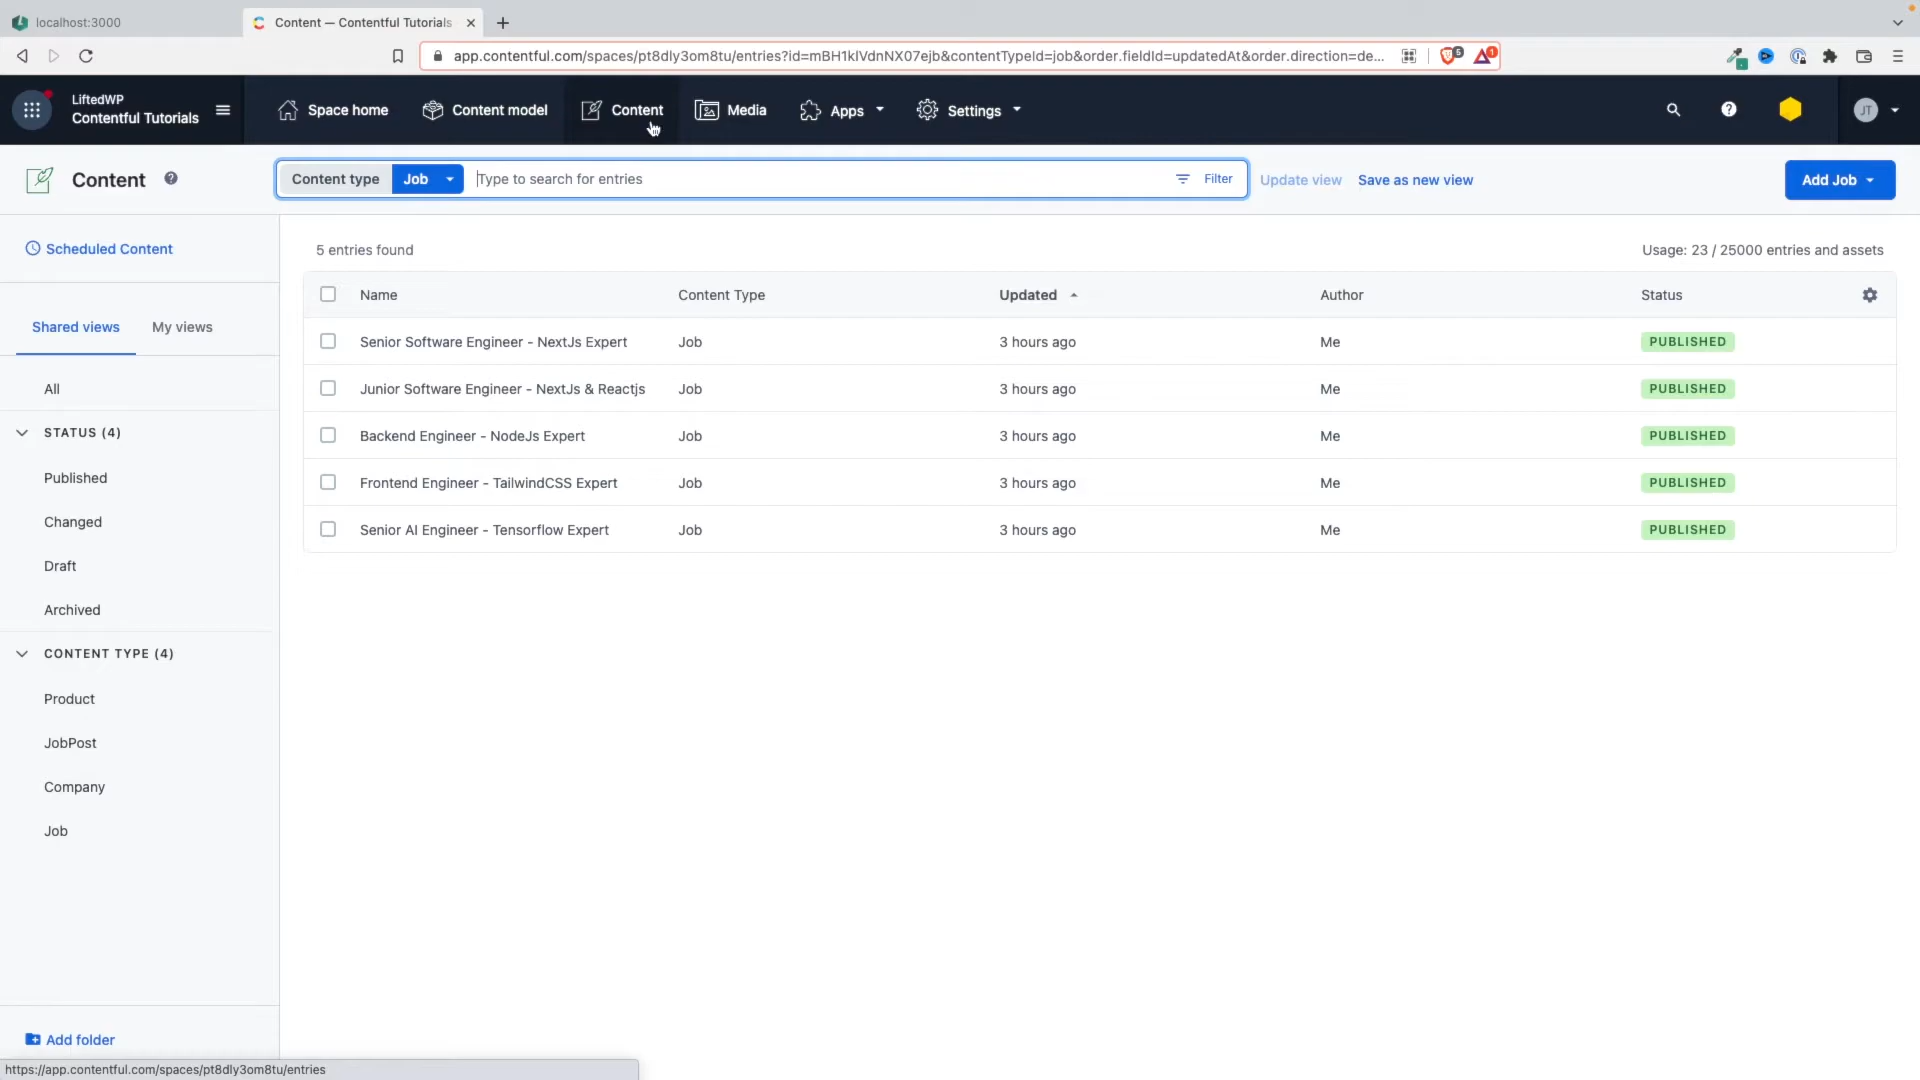 localhost:3000
Content — Contentful Tutorials
app.contentful.com/spaces/pt8dly3om8tu/entries?id=mBH1klVdnNX07ejb&contentTypeId=job&order.fieldId=updatedAt&order.direction=de...
5
1
LiftedWP
Contentful Tutorials
Space home
Content model
Content
Media
Apps
Settings
JT
Content
Content type
Job
Type to search for entries
Filter
Update view
Save as new view
Add Job
Scheduled Content
Shared views
My views
All
STATUS (4)
Published
Changed
Draft
Archived
CONTENT TYPE (4)
Product
JobPost
Company
Job
Add folder
5 entries found
Usage: 23 / 25000 entries and assets
Name Content Type Updated Author Status
Senior Software Engineer - NextJs Expert Job 3 hours ago Me PUBLISHED
Junior Software Engineer - NextJs & Reactjs Job 3 hours ago Me PUBLISHED
Backend Engineer - NodeJs Expert Job 3 hours ago Me PUBLISHED
Frontend Engineer - TailwindCSS Expert Job 3 hours ago Me PUBLISHED
Senior AI Engineer - Tensorflow Expert Job 3 hours ago Me PUBLISHED
https://app.contentful.com/spaces/pt8dly3om8tu/entries